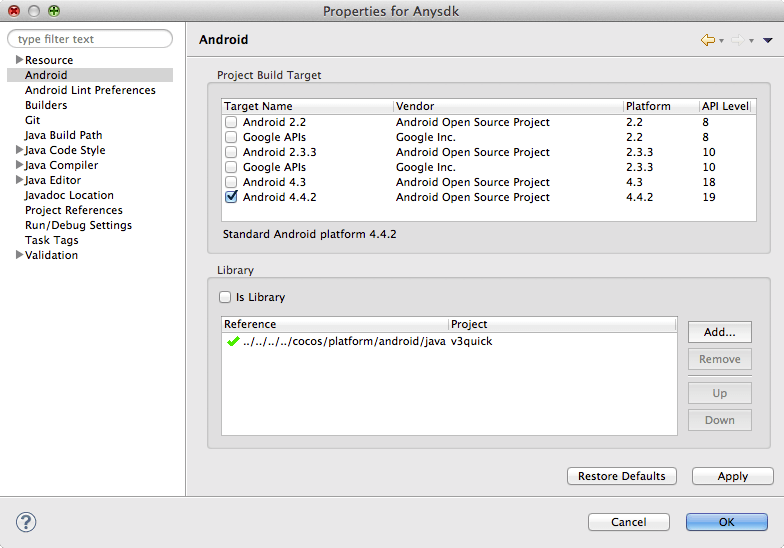 Properties for Anysdk
type filter text
Resource
Android
Android Lint Preferences
Builders
Git
Java Build Path
Java Code Style
Java Compiler
Java Editor
Javadoc Location
Project References
Run/Debug Settings
Task Tags
Validation
Android
Project Build Target
Target Name Vendor Platform API Level
Android 2.2 Android Open Source Project 2.2 8
Google APIs Google Inc. 2.2 8
Android 2.3.3 Android Open Source Project 2.3.3 10
Google APIs Google Inc. 2.3.3 10
Android 4.3 Android Open Source Project 4.3 18
Android 4.4.2 Android Open Source Project 4.4.2 19
Standard Android platform 4.4.2
Library
Is Library
Reference Project
../../../../cocos/platform/android/java v3quick
Add...
Remove
Up
Down
Restore Defaults Apply
? Cancel OK